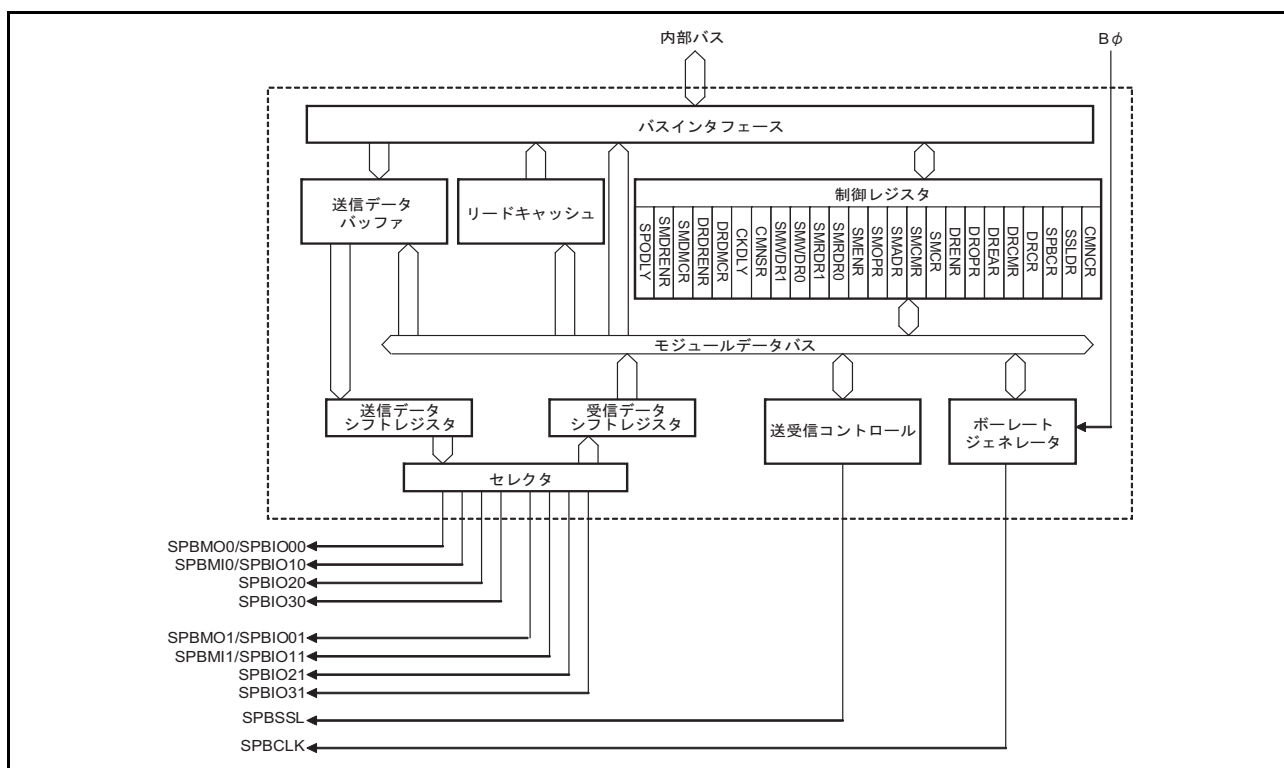 内部バス
Bφ
バスインタフェース
送信データ
バッファ
リードキャッシュ
制御レジスタ
SPODLY
SMDRENR
SMDMCR
DRDRENR
DRDMCR
CKDLY
CMNSR
SMWDR1
SMWDR0
SMRDR1
SMRDR0
SMENR
SMOPR
SMADR
SMCMR
SMCR
DRENR
DROPR
DREAR
DRCMR
DRCR
SPBCR
SSLDR
CMNCR
モジュールデータバス
送信データ
シフトレジスタ
受信データ
シフトレジスタ
送受信コントロール
ボーレート
ジェネレータ
セレクタ
SPBMO0/SPBIO00
SPBMI0/SPBIO10
SPBIO20
SPBIO30
SPBMO1/SPBIO01
SPBMI1/SPBIO11
SPBIO21
SPBIO31
SPBSSL
SPBCLK